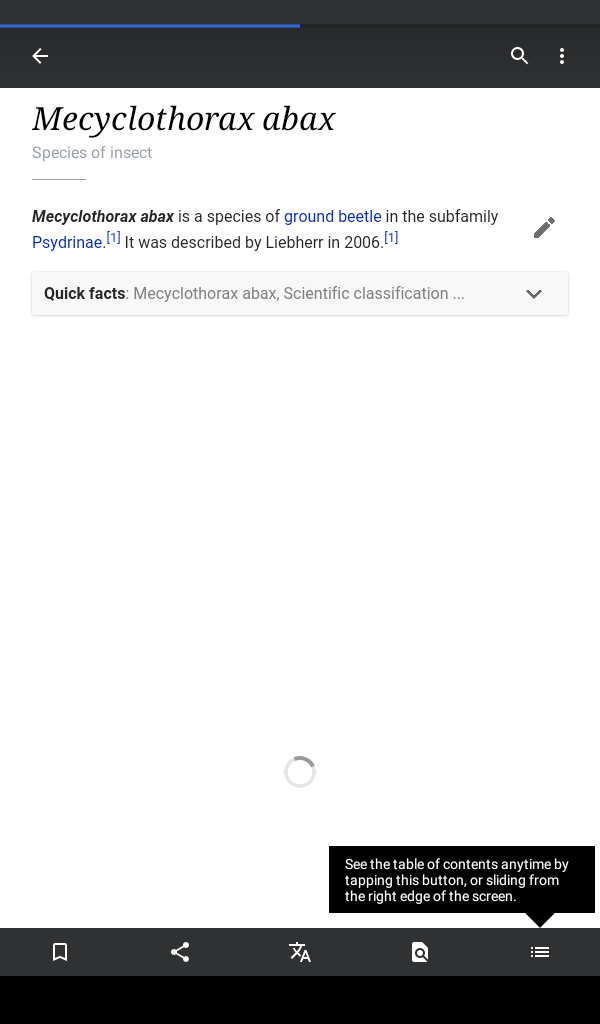 Mecyclothorax abax
Species of insect
Mecyclothorax abax is a species of ground beetle in the subfamily
Psydrinae.[1] It was described by Liebherr in 2006.[1]
Quick facts: Mecyclothorax abax, Scientific classification ...
See the table of contents anytime by
tapping this button, or sliding from
the right edge of the screen.